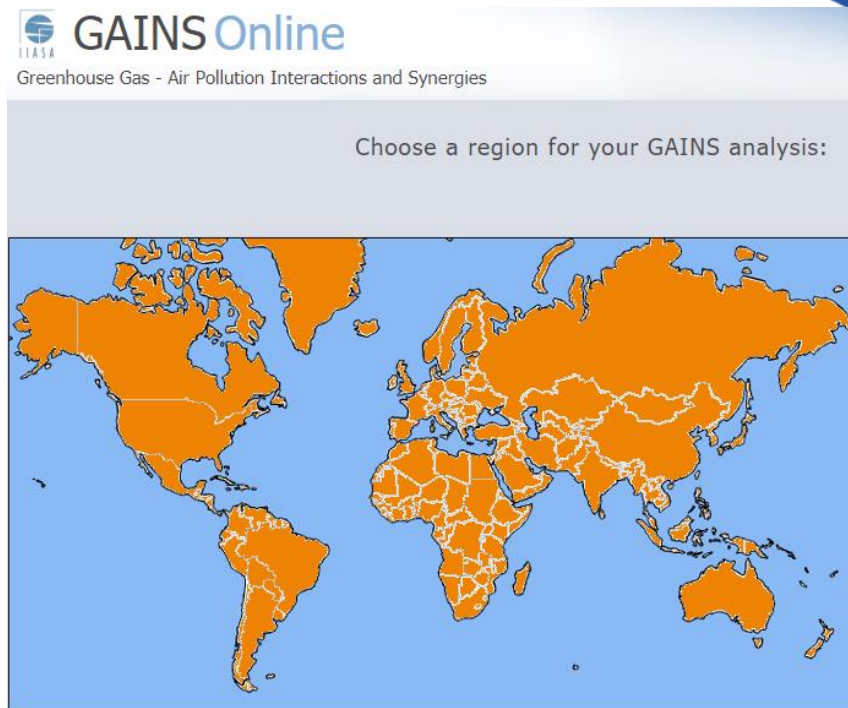 IIASA
GAINS Online
Greenhouse Gas - Air Pollution Interactions and Synergies
Choose a region for your GAINS analysis: